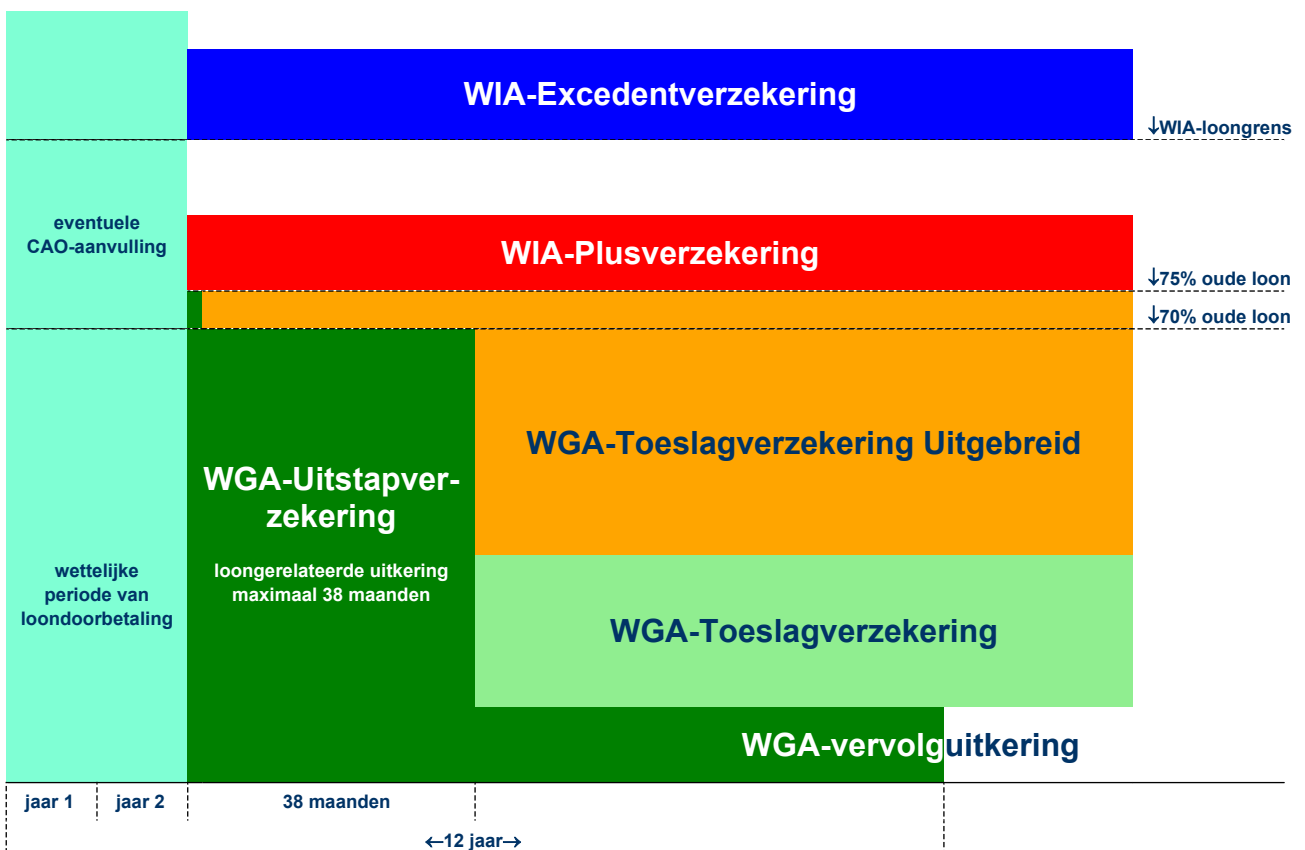 WIA-Excedentverzekering
↓WIA-loongrens
eventuele
CAO-aanvulling
WIA-Plusverzekering
↓75% oude loon
↓70% oude loon
WGA-Toeslagverzekering Uitgebreid
WGA-Uitstapver-
zekering
loongerelateerde uitkering
maximaal 38 maanden
wettelijke
periode van
loondoorbetaling
WGA-Toeslagverzekering
WGA-vervolguitkering
jaar 1
jaar 2
38 maanden
←12 jaar→